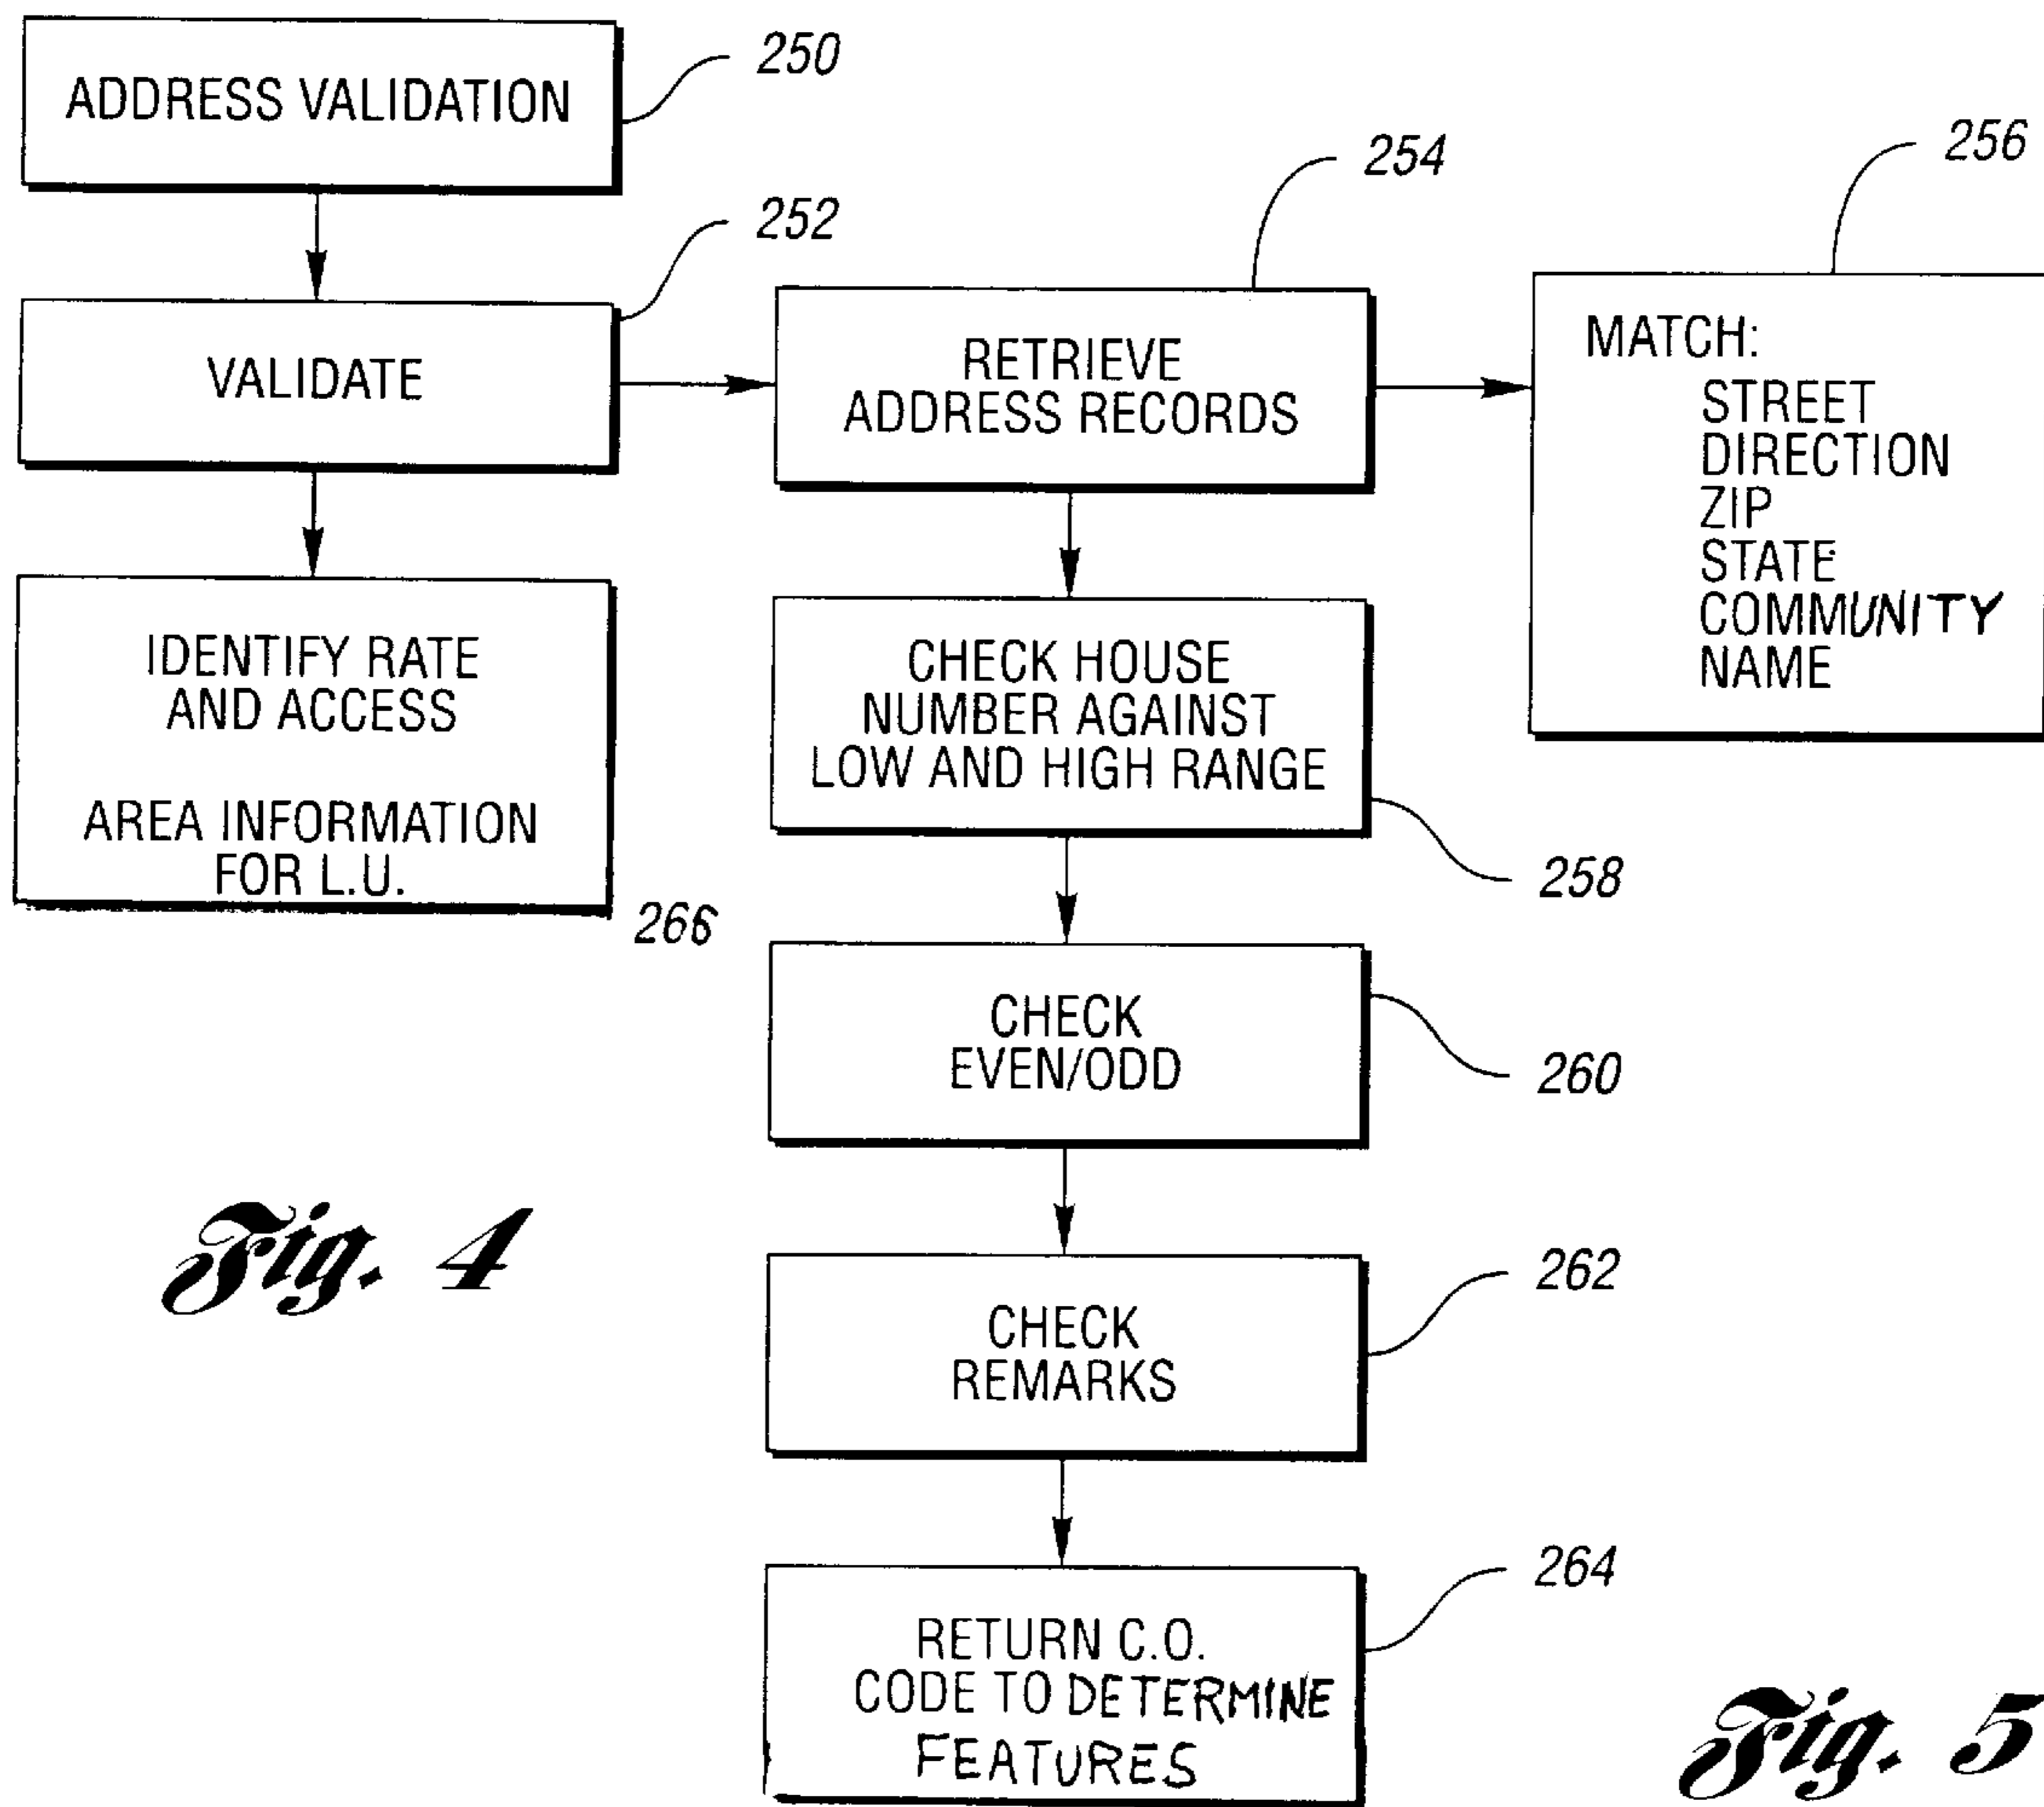 ADDRESS VALIDATION
250
VALIDATE
252
IDENTIFY RATE
AND ACCESS
AREA INFORMATION
FOR L.U.
266
RETRIEVE
ADDRESS RECORDS
254
MATCH:
STREET
DIRECTION
ZIP
STATE
COMMUNITY
NAME
256
CHECK HOUSE
NUMBER AGAINST
LOW AND HIGH RANGE
258
CHECK
EVEN/ODD
260
CHECK
REMARKS
262
RETURN C.O.
CODE TO DETERMINE
FEATURES
264
Fig. 4
Fig. 5